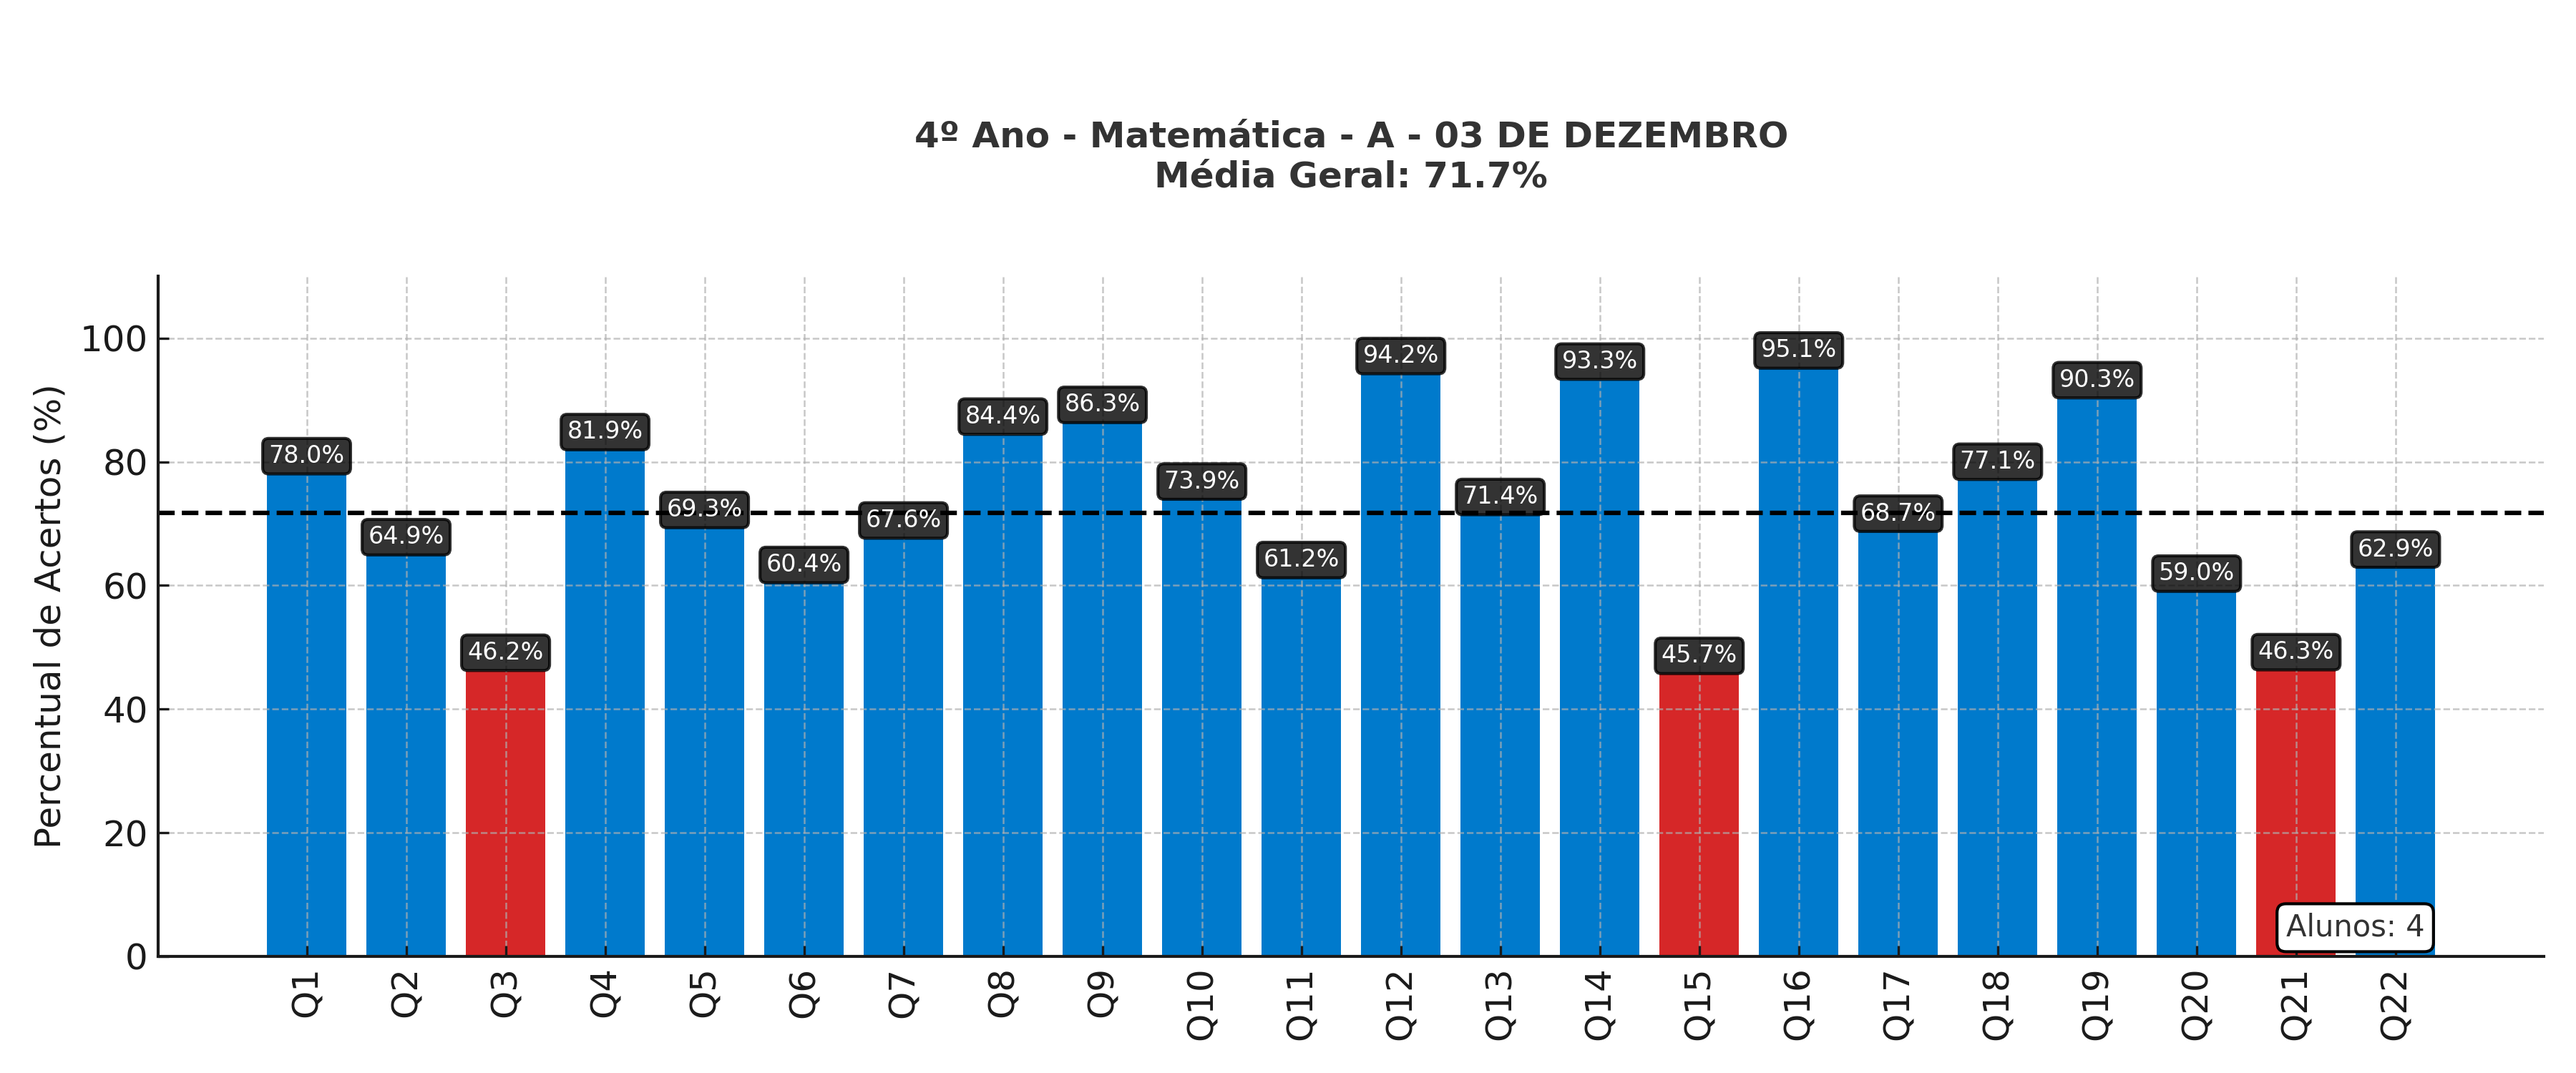 4º Ano - Matemática - A - 03 DE DEZEMBRO
Média Geral: 71.7%
Percentual de Acertos (%)
100
80
60
40
20
0
78.0%
64.9%
46.2%
81.9%
69.3%
60.4%
67.6%
84.4%
86.3%
73.9%
61.2%
94.2%
71.4%
93.3%
45.7%
95.1%
68.7%
77.1%
90.3%
59.0%
46.3%
62.9%
Alunos: 4
Q1
Q2
Q3
Q4
Q5
Q6
Q7
Q8
Q9
Q10
Q11
Q12
Q13
Q14
Q15
Q16
Q17
Q18
Q19
Q20
Q21
Q22